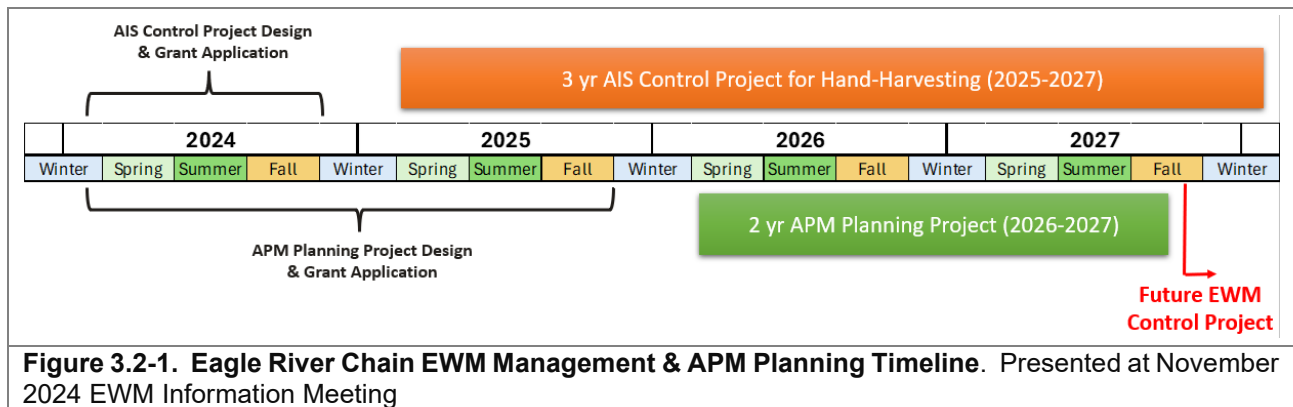 AIS Control Project Design
& Grant Application
3 yr AIS Control Project for Hand-Harvesting (2025-2027)
2024 2025 2026 2027
Winter Spring Summer Fall Winter Spring Summer Fall Winter Spring Summer Fall Winter Spring Summer Fall Winter
APM Planning Project Design
& Grant Application
2 yr APM Planning Project (2026-2027)
Future EWM
Control Project
Figure 3.2-1. Eagle River Chain EWM Management & APM Planning Timeline. Presented at November
2024 EWM Information Meeting